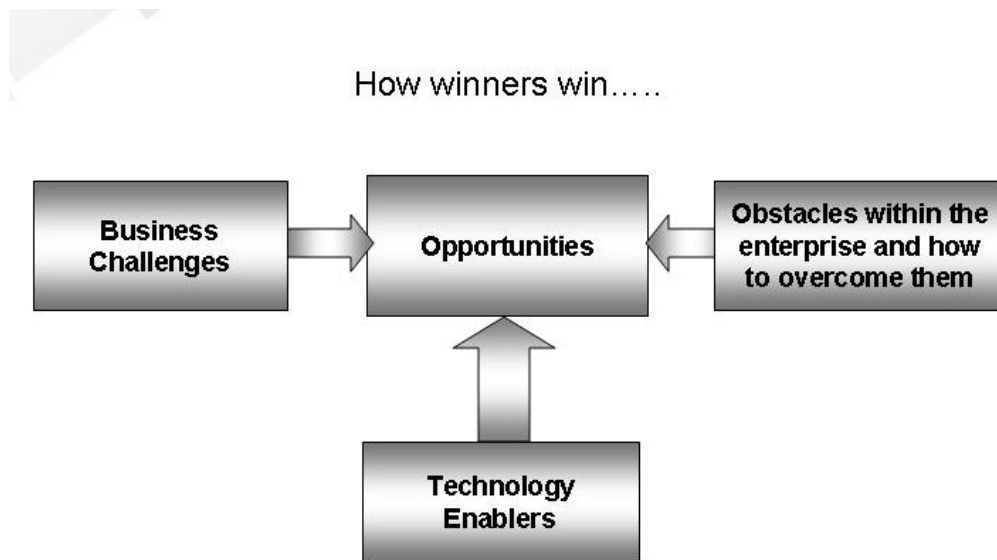 How winners win.....
Business
Challenges
Opportunities
Obstacles within the
enterprise and how
to overcome them
Technology
Enablers